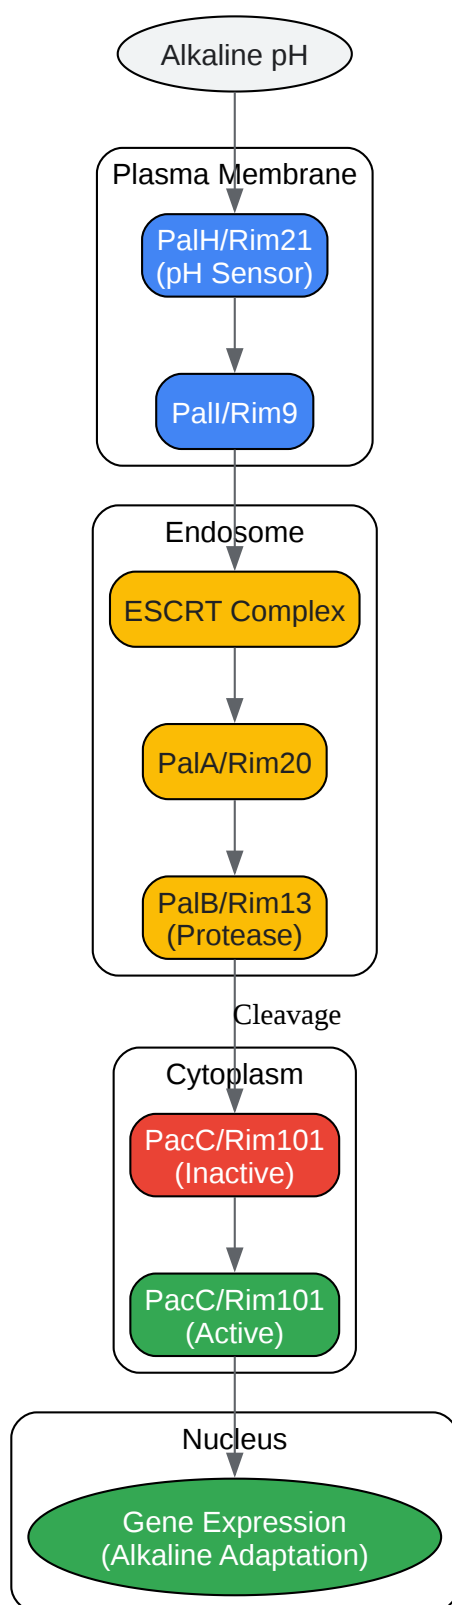 Alkaline pH
Plasma Membrane
PalH/Rim21
(pH Sensor)
PalI/Rim9
Endosome
ESCRT Complex
PalA/Rim20
PalB/Rim13
(Protease)
Cleavage
Cytoplasm
PacC/Rim101
(Inactive)
PacC/Rim101
(Active)
Nucleus
Gene Expression
(Alkaline Adaptation)